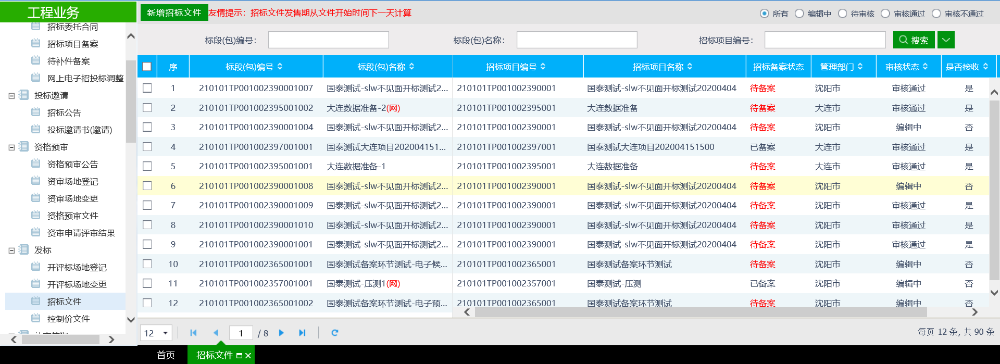 工程业务
招标委托合同
招标项目备案
待补件备案
网上电子招投标调整
投标邀请
招标公告
投标邀请书(邀请)
资格预审
资格预审公告
资审场地登记
资审场地变更
资格预审文件
资审申请评审结果
发标
开评标场地登记
开评标场地变更
招标文件
控制价文件
新增招标文件 友情提示：招标文件发售期从文件开始时间下一天计算 所有 编辑中 待审核 审核通过 审核不通过
标段(包)编号： 标段(包)名称： 招标项目编号： 搜索
序 标段(包)编号 标段(包)名称 招标项目编号 招标项目名称 招标备案状态 管理部门 审核状态 是否接收
1 210101TP001002390001007 国泰测试-slw不见面开标测试2... 210101TP001002390001 国泰测试-slw不见面开标测试20200404 待备案 沈阳市 审核通过 是
2 210101TP001002395001002 大连数据准备-2(网) 210101TP001002395001 大连数据准备 待备案 大连市 审核通过 是
3 210101TP001002390001004 国泰测试-slw不见面开标测试2... 210101TP001002390001 国泰测试-slw不见面开标测试20200404 待备案 沈阳市 编辑中 否
4 210101TP001002397001001 国泰测试大连项目202004151... 210101TP001002397001 国泰测试大连项目202004151500 已备案 大连市 审核通过 是
5 210101TP001002395001001 大连数据准备-1 210101TP001002395001 大连数据准备 待备案 大连市 审核通过 是
6 210101TP001002390001008 国泰测试-slw不见面开标测试2... 210101TP001002390001 国泰测试-slw不见面开标测试20200404 待备案 沈阳市 编辑中 否
7 210101TP001002390001009 国泰测试-slw不见面开标测试2... 210101TP001002390001 国泰测试-slw不见面开标测试20200404 待备案 沈阳市 审核通过 是
8 210101TP001002390001010 国泰测试-slw不见面开标测试2... 210101TP001002390001 国泰测试-slw不见面开标测试20200404 待备案 沈阳市 审核通过 是
9 210101TP001002390001001 国泰测试-slw不见面开标测试2... 210101TP001002390001 国泰测试-slw不见面开标测试20200404 待备案 沈阳市 审核通过 是
10 210101TP001002365001001 国泰测试备案环节测试-电子候... 210101TP001002365001 国泰测试备案环节测试 待备案 沈阳市 编辑中 否
11 210101TP001002357001001 国泰测试-压测1(网) 210101TP001002357001 国泰测试-压测 已备案 沈阳市 编辑中 否
12 210101TP001002365001002 国泰测试备案环节测试-电子预... 210101TP001002365001 国泰测试备案环节测试 待备案 沈阳市 编辑中 否
12 1 / 8 每页 12 条, 共 90 条
首页 招标文件